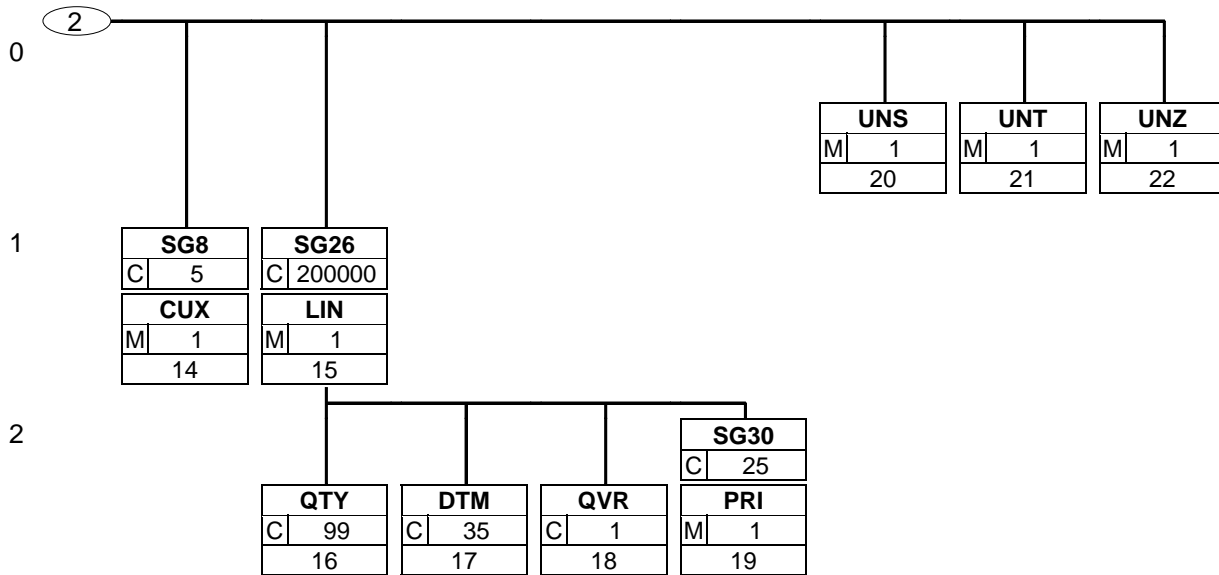 2
0
UNS UNT UNZ
M 1 M 1 M 1
20 21 22
1
SG8 SG26
C 5 C 200000
CUX LIN
M 1 M 1
14 15
2
SG30
C 25
QTY DTM QVR PRI
C 99 C 35 C 1 M 1
16 17 18 19